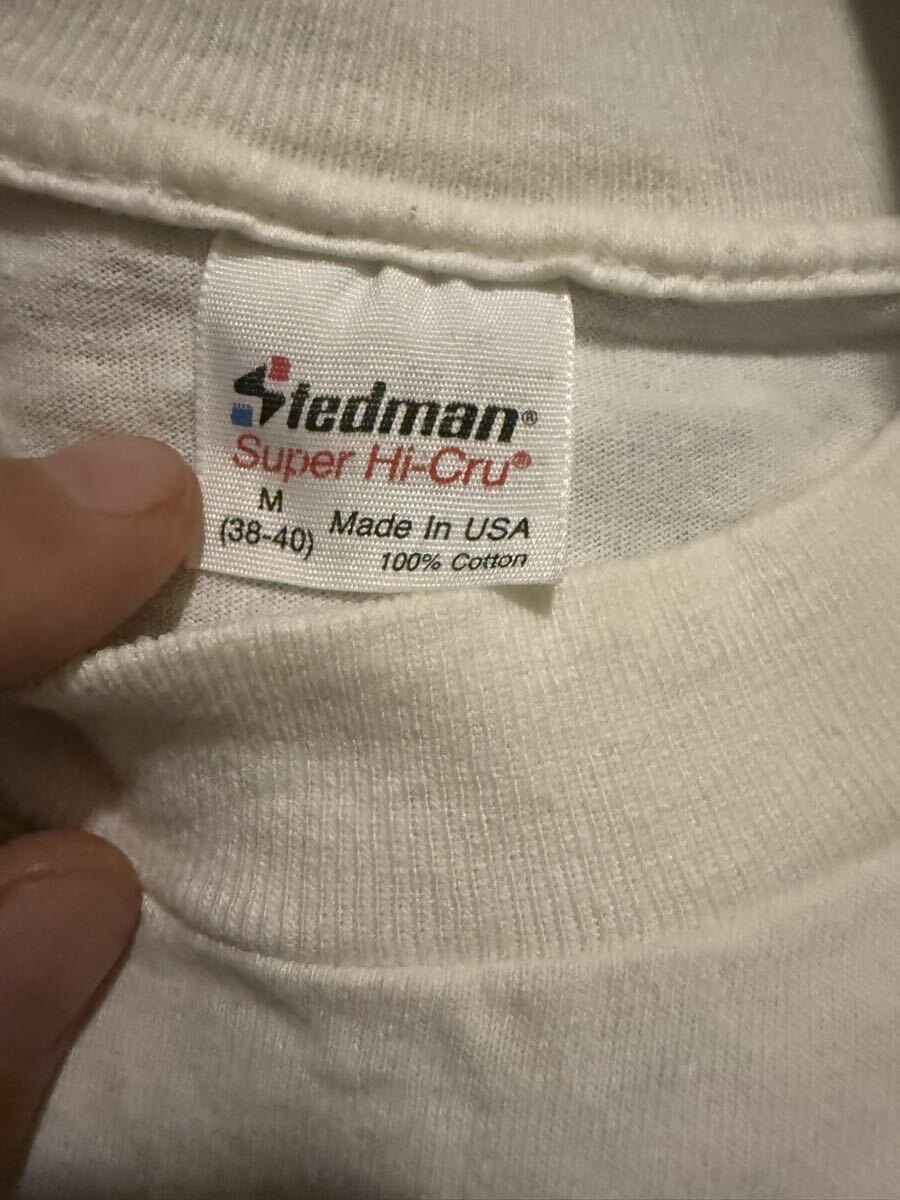 Stedman®
Super Hi-Cru®
M
(38-40)
Made In USA
100% Cotton